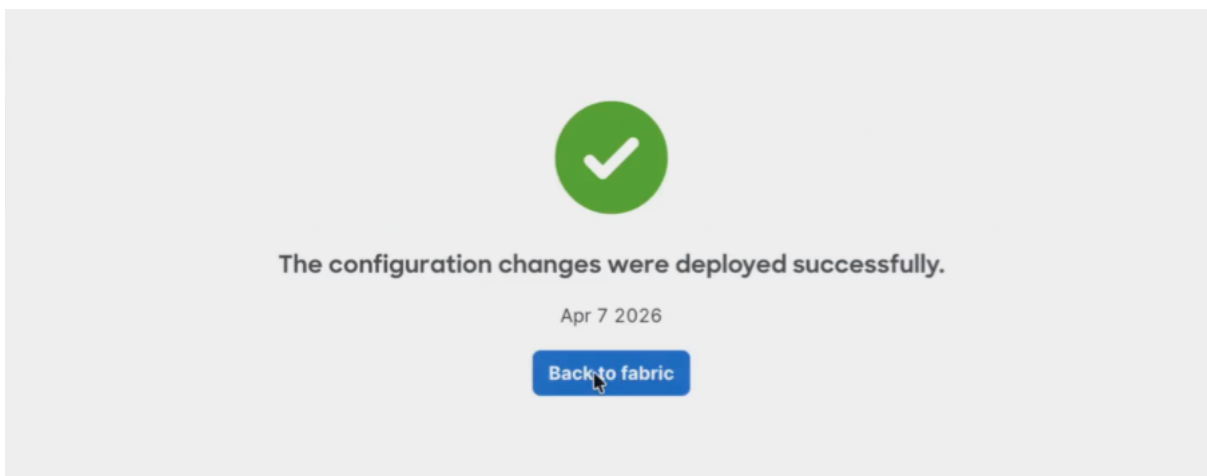 The configuration changes were deployed successfully.
Apr 7 2026
Back to fabric